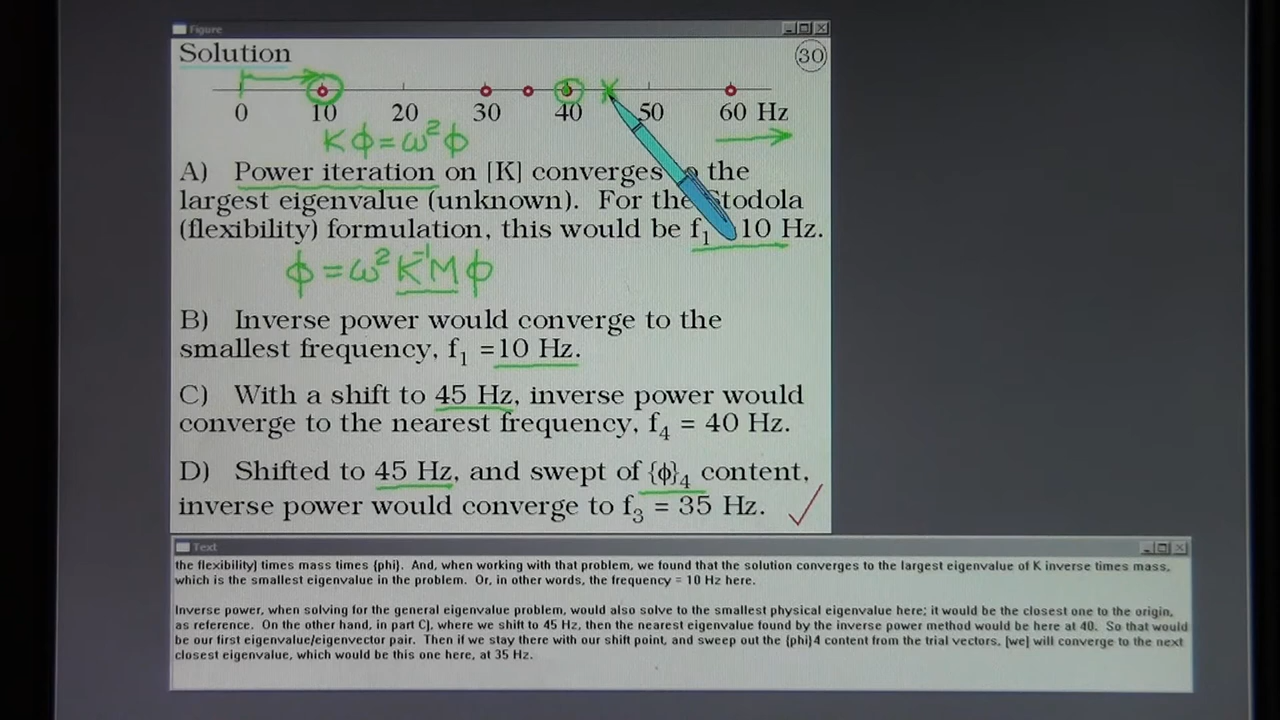 Figure
Solution
30
0 10 20 30 40 50 60 Hz
Kϕ=ω²ϕ
A) Power iteration on [K] converges the
largest eigenvalue (unknown). For the Stodola
(flexibility) formulation, this would be f₁ 10 Hz.
ϕ=ω²K⁻¹Mϕ
B) Inverse power would converge to the
smallest frequency, f₁ =10 Hz.
C) With a shift to 45 Hz, inverse power would
converge to the nearest frequency, f₄ = 40 Hz.
D) Shifted to 45 Hz, and swept of {ϕ}₄ content,
inverse power would converge to f₃ = 35 Hz.
Text
the flexibility) times mass times {phi}. And, when working with that problem, we found that the solution converges to the largest eigenvalue of K inverse times mass,
which is the smallest eigenvalue in the problem. Or, in other words, the frequency = 10 Hz here.
Inverse power, when solving for the general eigenvalue problem, would also solve to the smallest physical eigenvalue here; it would be the closest one to the origin,
as reference. On the other hand, in part C), where we shift to 45 Hz, then the nearest eigenvalue found by the inverse power method would be here at 40. So that would
be our first eigenvalue/eigenvector pair. Then if we stay there with our shift point, and sweep out the {phi}4 content from the trial vectors, [we] will converge to the next
closest eigenvalue, which would be this one here, at 35 Hz.